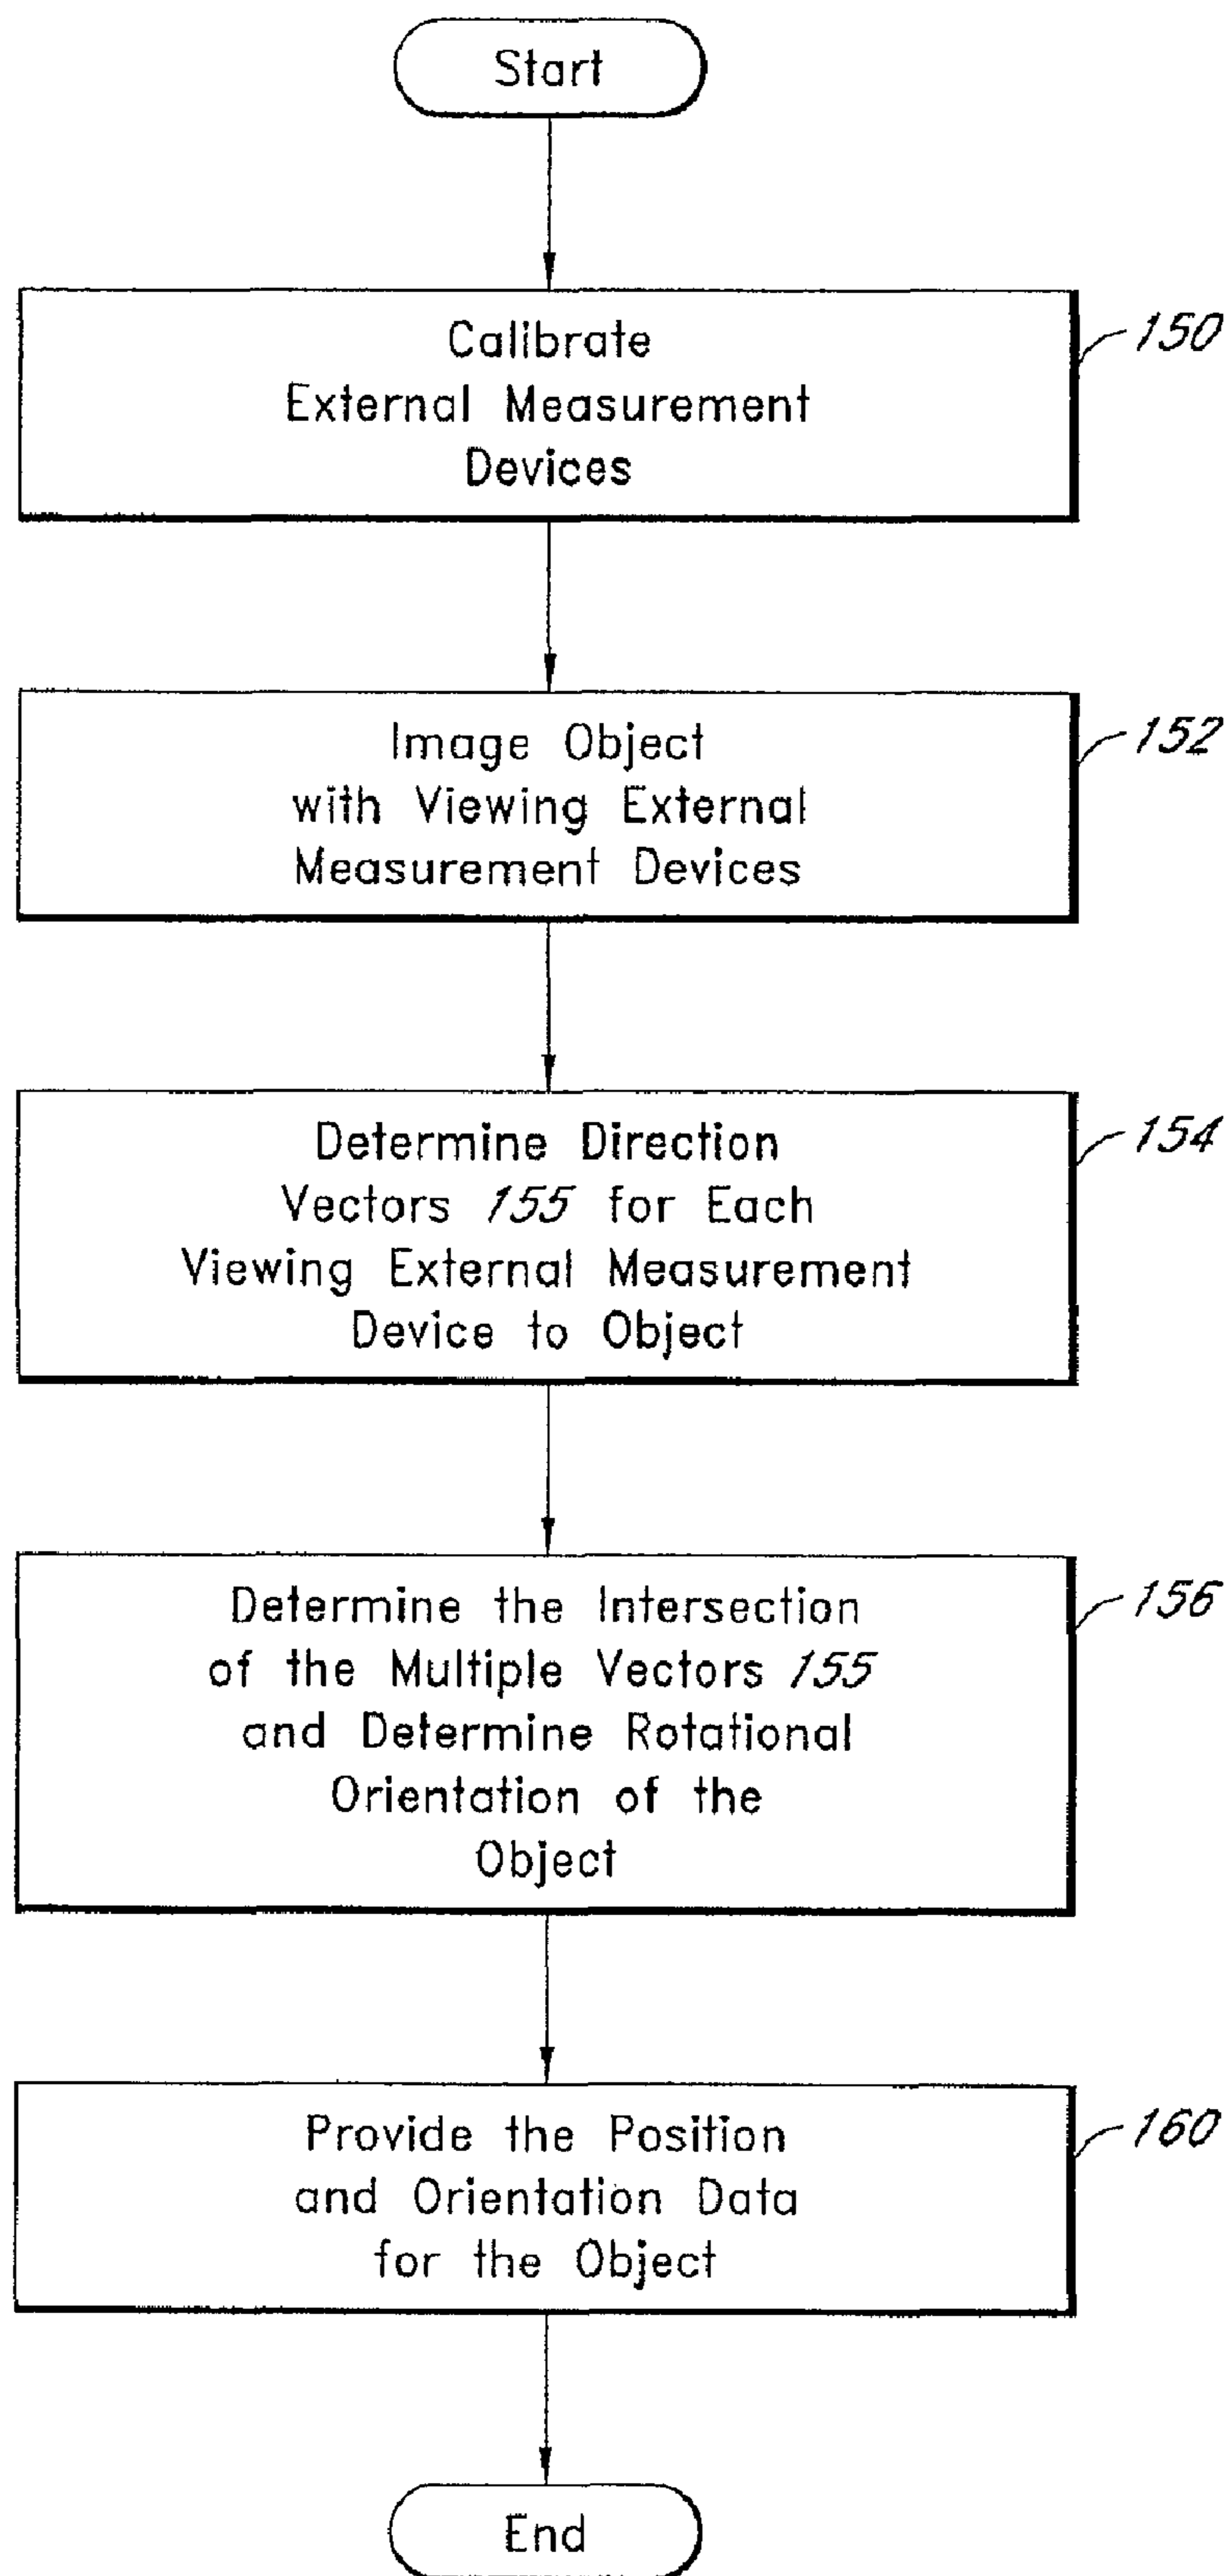 Start
Calibrate
External Measurement
Devices
150
Image Object
with Viewing External
Measurement Devices
152
Determine Direction
Vectors 155 for Each
Viewing External Measurement
Device to Object
154
Determine the Intersection
of the Multiple Vectors 155
and Determine Rotational
Orientation of the
Object
156
Provide the Position
and Orientation Data
for the Object
160
End